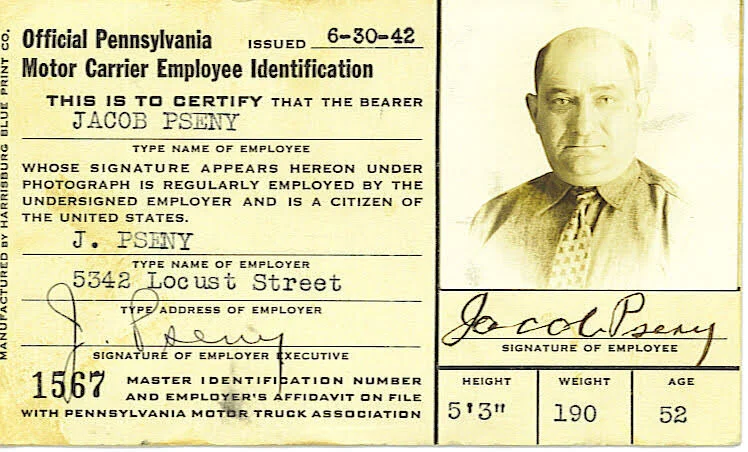 Official Pennsylvania ISSUED 6-30-42
Motor Carrier Employee Identification
THIS IS TO CERTIFY THAT THE BEARER
JACOB PSENY
TYPE NAME OF EMPLOYEE
WHOSE SIGNATURE APPEARS HEREON UNDER
PHOTOGRAPH IS REGULARLY EMPLOYED BY THE
UNDERSIGNED EMPLOYER AND IS A CITIZEN OF
THE UNITED STATES.
J. PSENY
TYPE NAME OF EMPLOYER
5342 Locust Street
TYPE ADDRESS OF EMPLOYER
J. Pseny
SIGNATURE OF EMPLOYER EXECUTIVE
1567 MASTER IDENTIFICATION NUMBER
AND EMPLOYER'S AFFIDAVIT ON FILE
WITH PENNSYLVANIA MOTOR TRUCK ASSOCIATION
MANUFACTURED BY HARRISBURG BLUE PRINT CO.
Jacob Pseny
SIGNATURE OF EMPLOYEE
HEIGHT WEIGHT AGE
5'3" 190 52